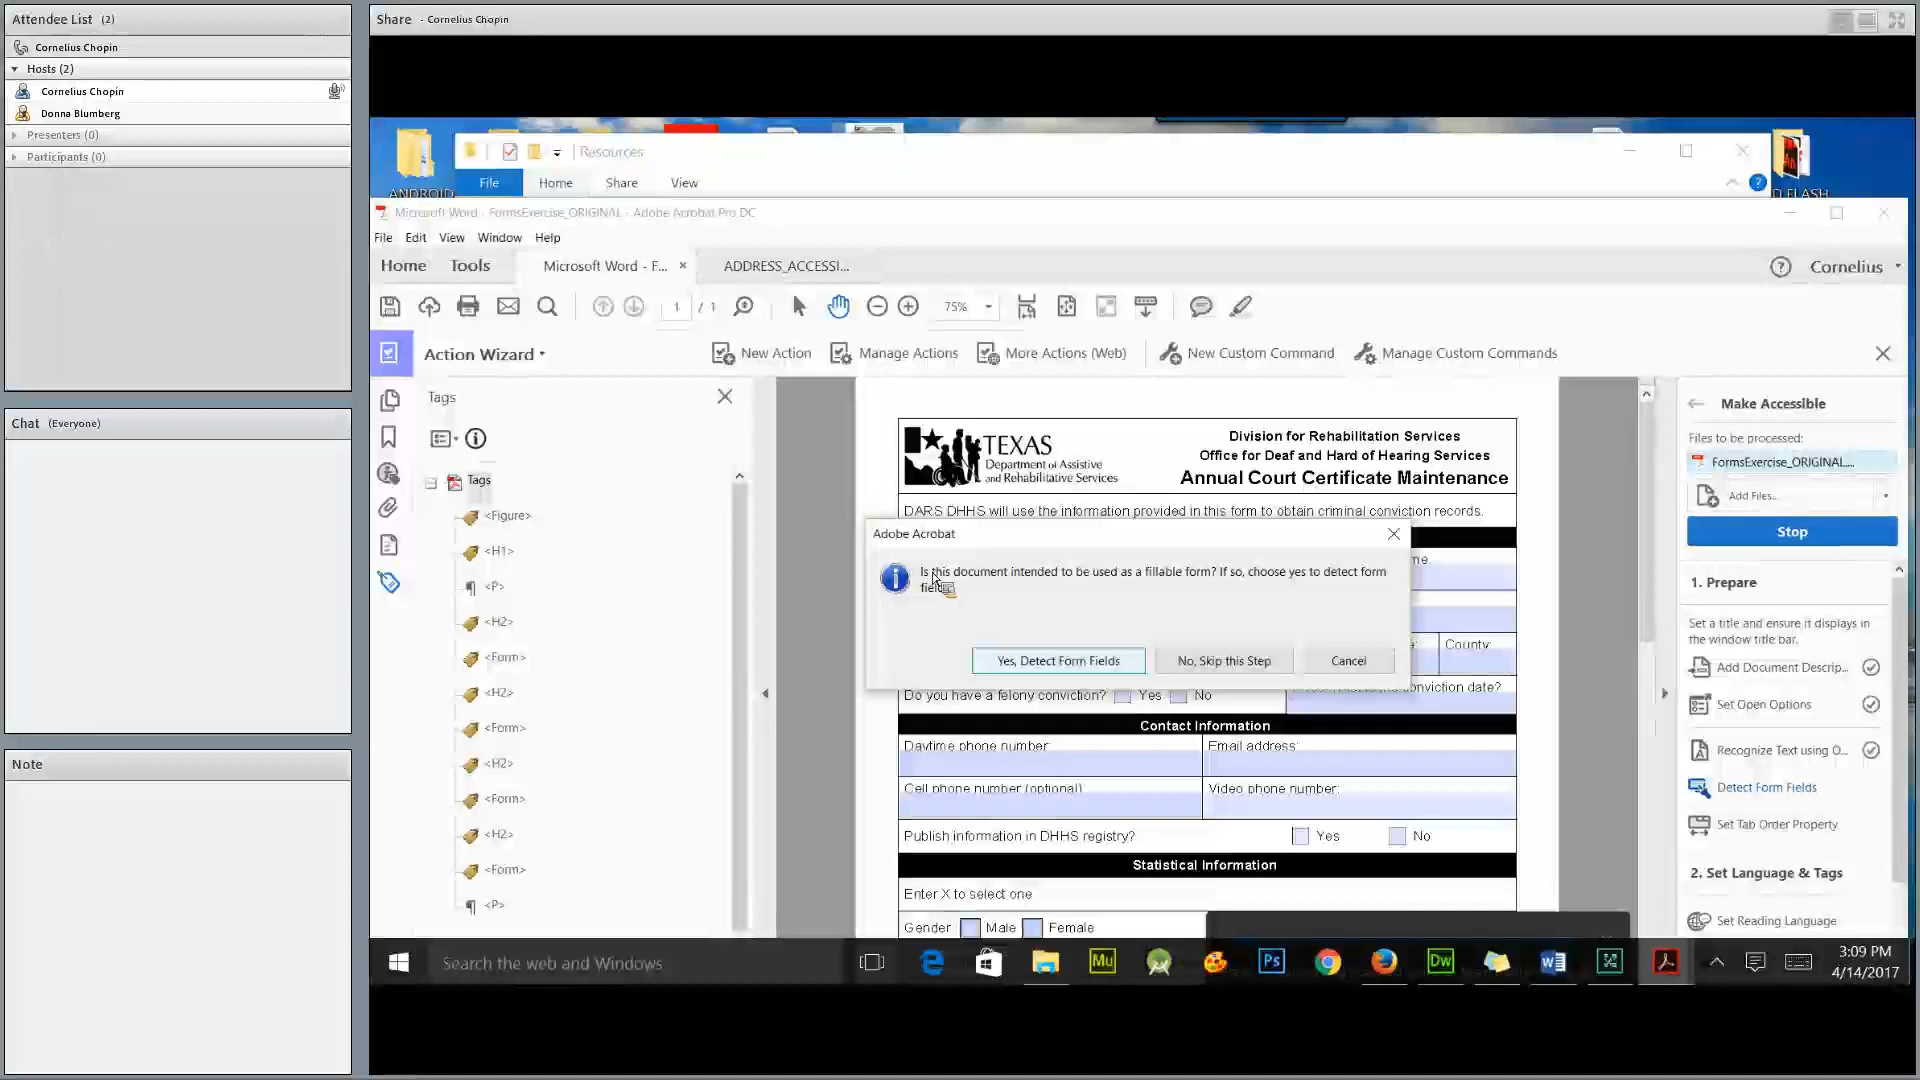 Attendee List (2)
Cornelius Chopin
Hosts (2)
Cornelius Chopin
Donna Blumberg
Presenters (0)
Participants (0)
Chat (Everyone)
Note
Share - Cornelius Chopin
ANDROID
D FLASH
Resources
File Home Share View
Microsoft Word - FormsExercise_ORIGINAL - Adobe Acrobat Pro DC
File Edit View Window Help
Home Tools Microsoft Word - F... × ADDRESS_ACCESSI... Cornelius
1 / 1 75%
Action Wizard New Action Manage Actions More Actions (Web) New Custom Command Manage Custom Commands
Tags
Tags
<Figure>
<H1>
<P>
<H2>
<Form>
<H2>
<Form>
<H2>
<Form>
<H2>
<Form>
<P>
TEXAS
Department of Assistive
and Rehabilitative Services
Division for Rehabilitation Services
Office for Deaf and Hard of Hearing Services
Annual Court Certificate Maintenance
DARS DHHS will use the information provided in this form to obtain criminal conviction records.
Adobe Acrobat
Is this document intended to be used as a fillable form? If so, choose yes to detect form
Yes, Detect Form Fields No, Skip this Step Cancel
County:
Do you have a felony conviction? Yes No conviction date?
Contact Information
Daytime phone number: Email address:
Cell phone number (optional) Video phone number:
Publish information in DHHS registry? Yes No
Statistical Information
Enter X to select one
Gender Male Female
Make Accessible
Files to be processed:
FormsExercise_ORIGINAL...
Add Files...
Stop
1. Prepare
Set a title and ensure it displays in
the window title bar.
Add Document Descrip...
Set Open Options
Recognize Text using O...
Detect Form Fields
Set Tab Order Property
2. Set Language & Tags
Set Reading Language
Search the web and Windows
Mu Ps Dw
3:09 PM
4/14/2017